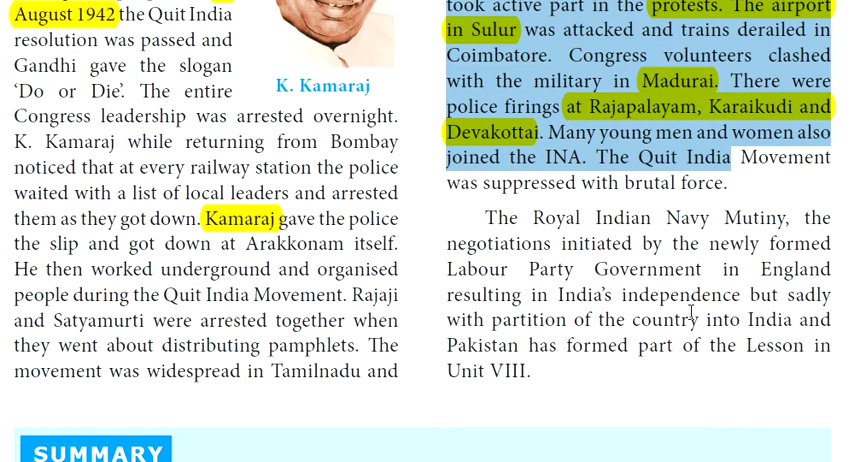 August 1942 the Quit India
resolution was passed and
Gandhi gave the slogan
‘Do or Die’. The entire
K. Kamaraj
Congress leadership was arrested overnight.
K. Kamaraj while returning from Bombay
noticed that at every railway station the police
waited with a list of local leaders and arrested
them as they got down. Kamaraj gave the police
the slip and got down at Arakkonam itself.
He then worked underground and organised
people during the Quit India Movement. Rajaji
and Satyamurti were arrested together when
they went about distributing pamphlets. The
movement was widespread in Tamilnadu and
took active part in the protests. The airport
in Sulur was attacked and trains derailed in
Coimbatore. Congress volunteers clashed
with the military in Madurai. There were
police firings at Rajapalayam, Karaikudi and
Devakottai. Many young men and women also
joined the INA. The Quit India Movement
was suppressed with brutal force.
The Royal Indian Navy Mutiny, the
negotiations initiated by the newly formed
Labour Party Government in England
resulting in India’s independence but sadly
with partition of the country into India and
Pakistan has formed part of the Lesson in
Unit VIII.
SUMMARY